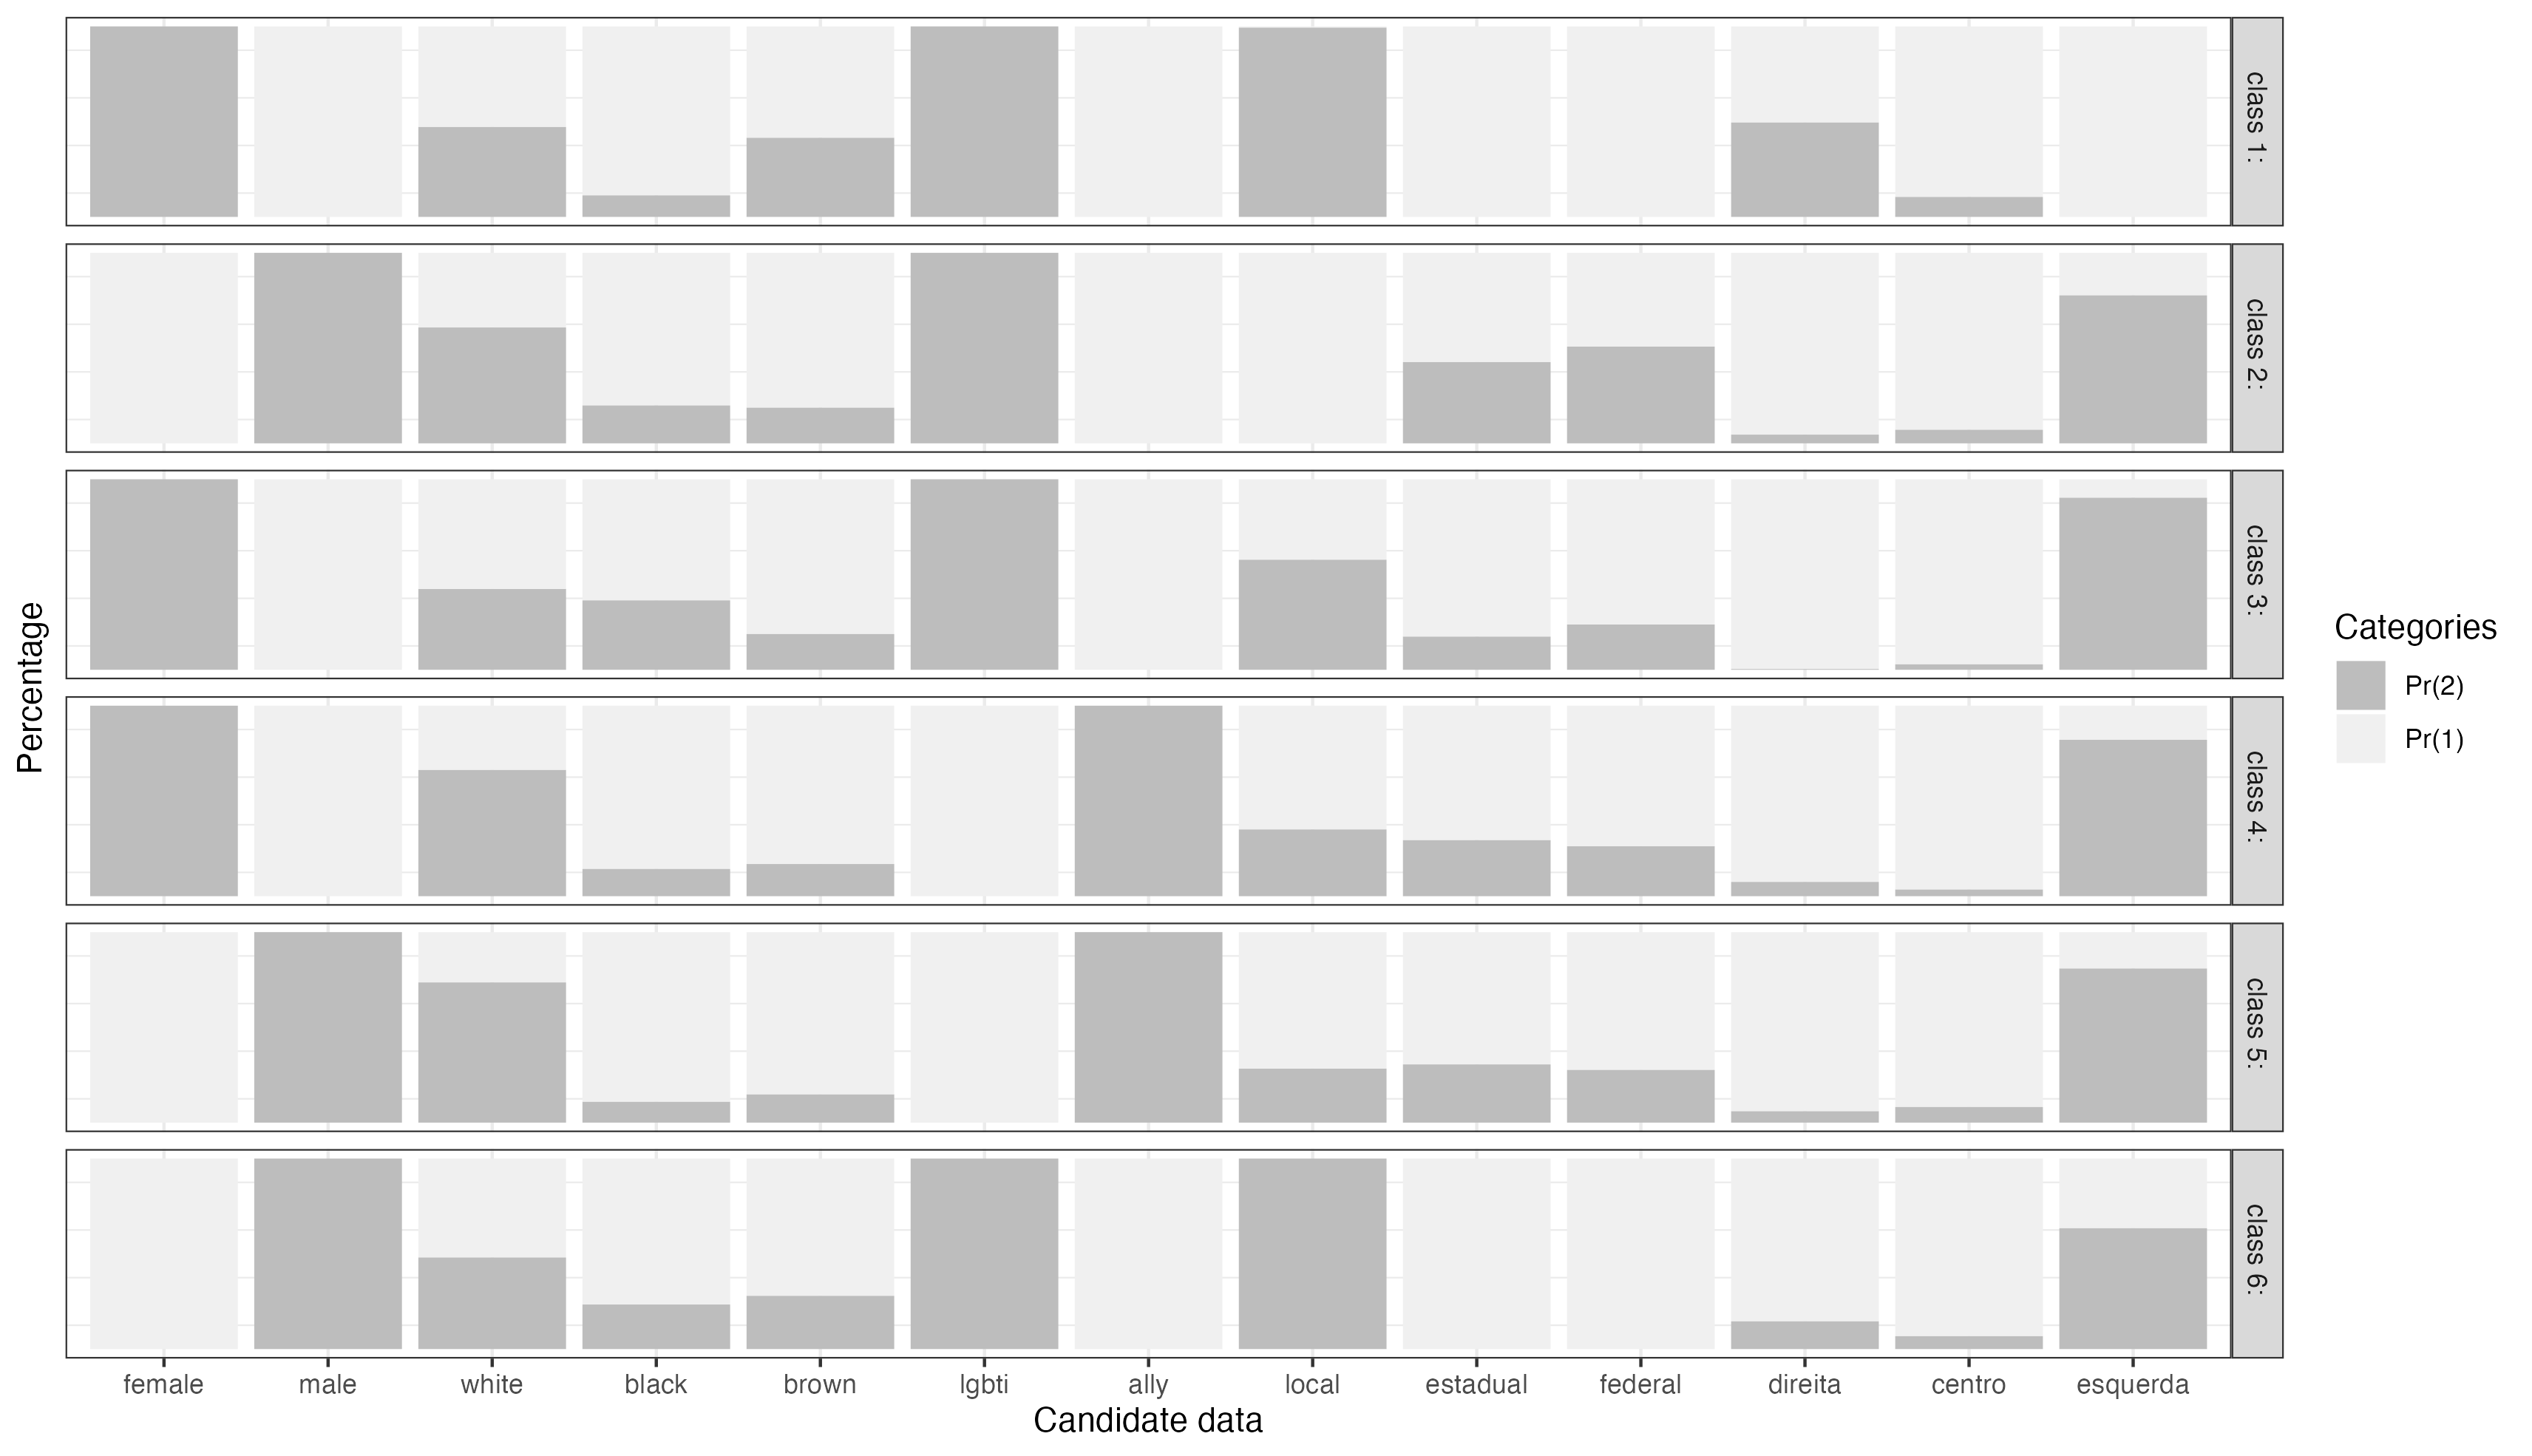 class 1:
class 2:
class 3:
class 4:
class 5:
class 6:
Percentage
female male white black brown lgbti ally local estadual federal direita centro esquerda
Candidate data
Categories
Pr(2)
Pr(1)